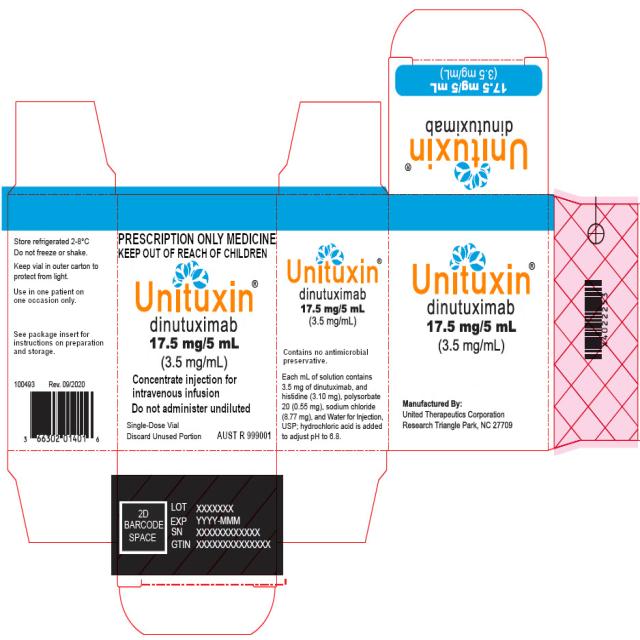 17.5 mg/5 mL
(3.5 mg/mL)
Unituxin®
dinutuximab
Store refrigerated 2-8°C
Do not freeze or shake.
Keep vial in outer carton to
protect from light.
Use in one patient on
one occasion only.
See package insert for
instructions on preparation
and storage.
100493 Rev. 09/2020
3 66302 01401 6
PRESCRIPTION ONLY MEDICINE
KEEP OUT OF REACH OF CHILDREN
Unituxin®
dinutuximab
17.5 mg/5 mL
(3.5 mg/mL)
Concentrate injection for
intravenous infusion
Do not administer undiluted
Single-Dose Vial
Discard Unused Portion AUST R 999001
Unituxin®
dinutuximab
17.5 mg/5 mL
(3.5 mg/mL)
Contains no antimicrobial
preservative.
Each mL of solution contains
3.5 mg of dinutuximab, and
histidine (3.10 mg), polysorbate
20 (0.55 mg), sodium chloride
(8.77 mg), and Water for Injection,
USP; hydrochloric acid is added
to adjust pH to 6.8.
Unituxin®
dinutuximab
17.5 mg/5 mL
(3.5 mg/mL)
Manufactured By:
United Therapeutics Corporation
Research Triangle Park, NC 27709
2D
BARCODE
SPACE
LOT XXXXXXX
EXP YYYY-MMM
SN XXXXXXXXXXXX
GTIN XXXXXXXXXXXXXX